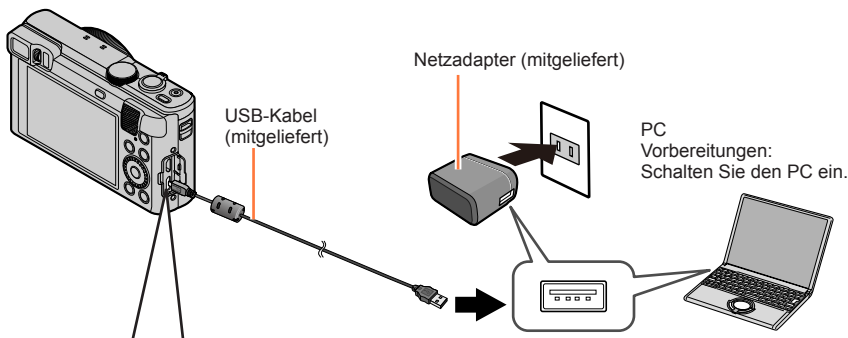 Netzadapter (mitgeliefert)
USB-Kabel
(mitgeliefert)
PC
Vorbereitungen:
Schalten Sie den PC ein.